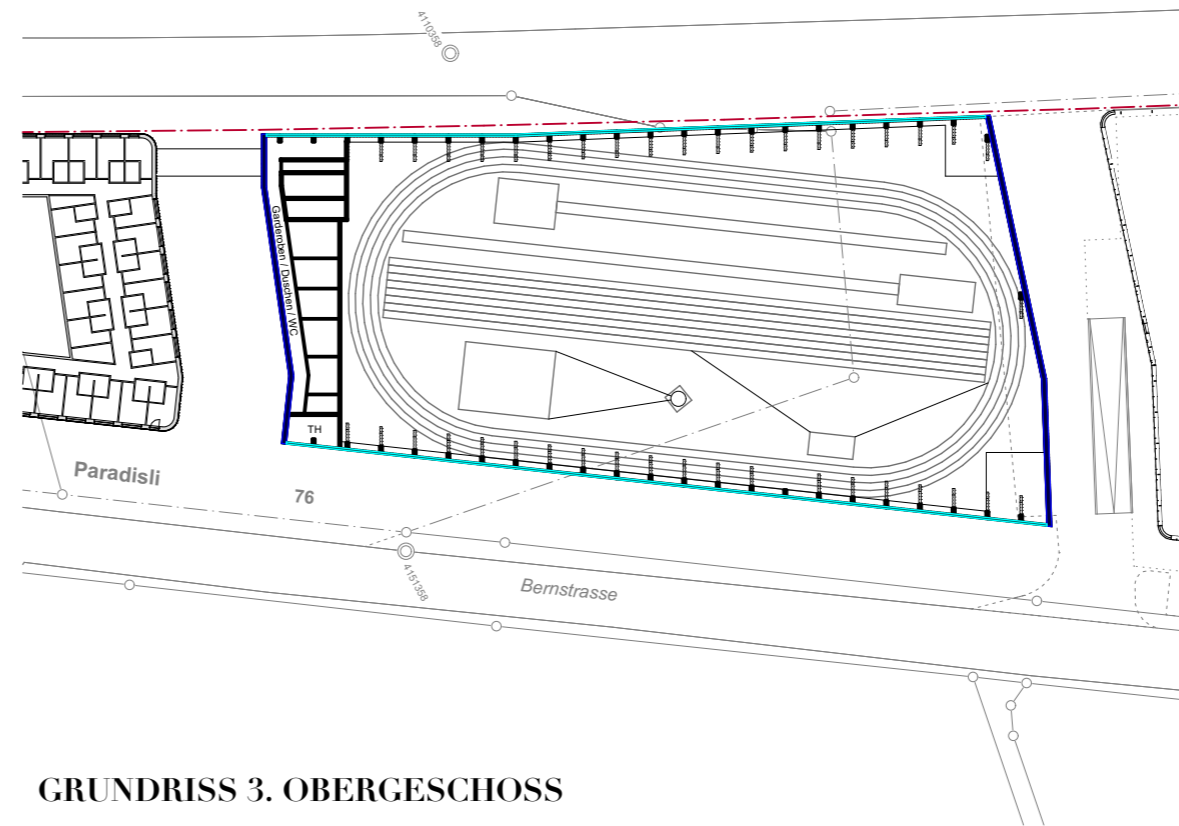 4110358
Garderoben / Duschen / WC
TH
Paradisli
76
Bernstrasse
4151358
GRUNDRISS 3. OBERGESCHOSS